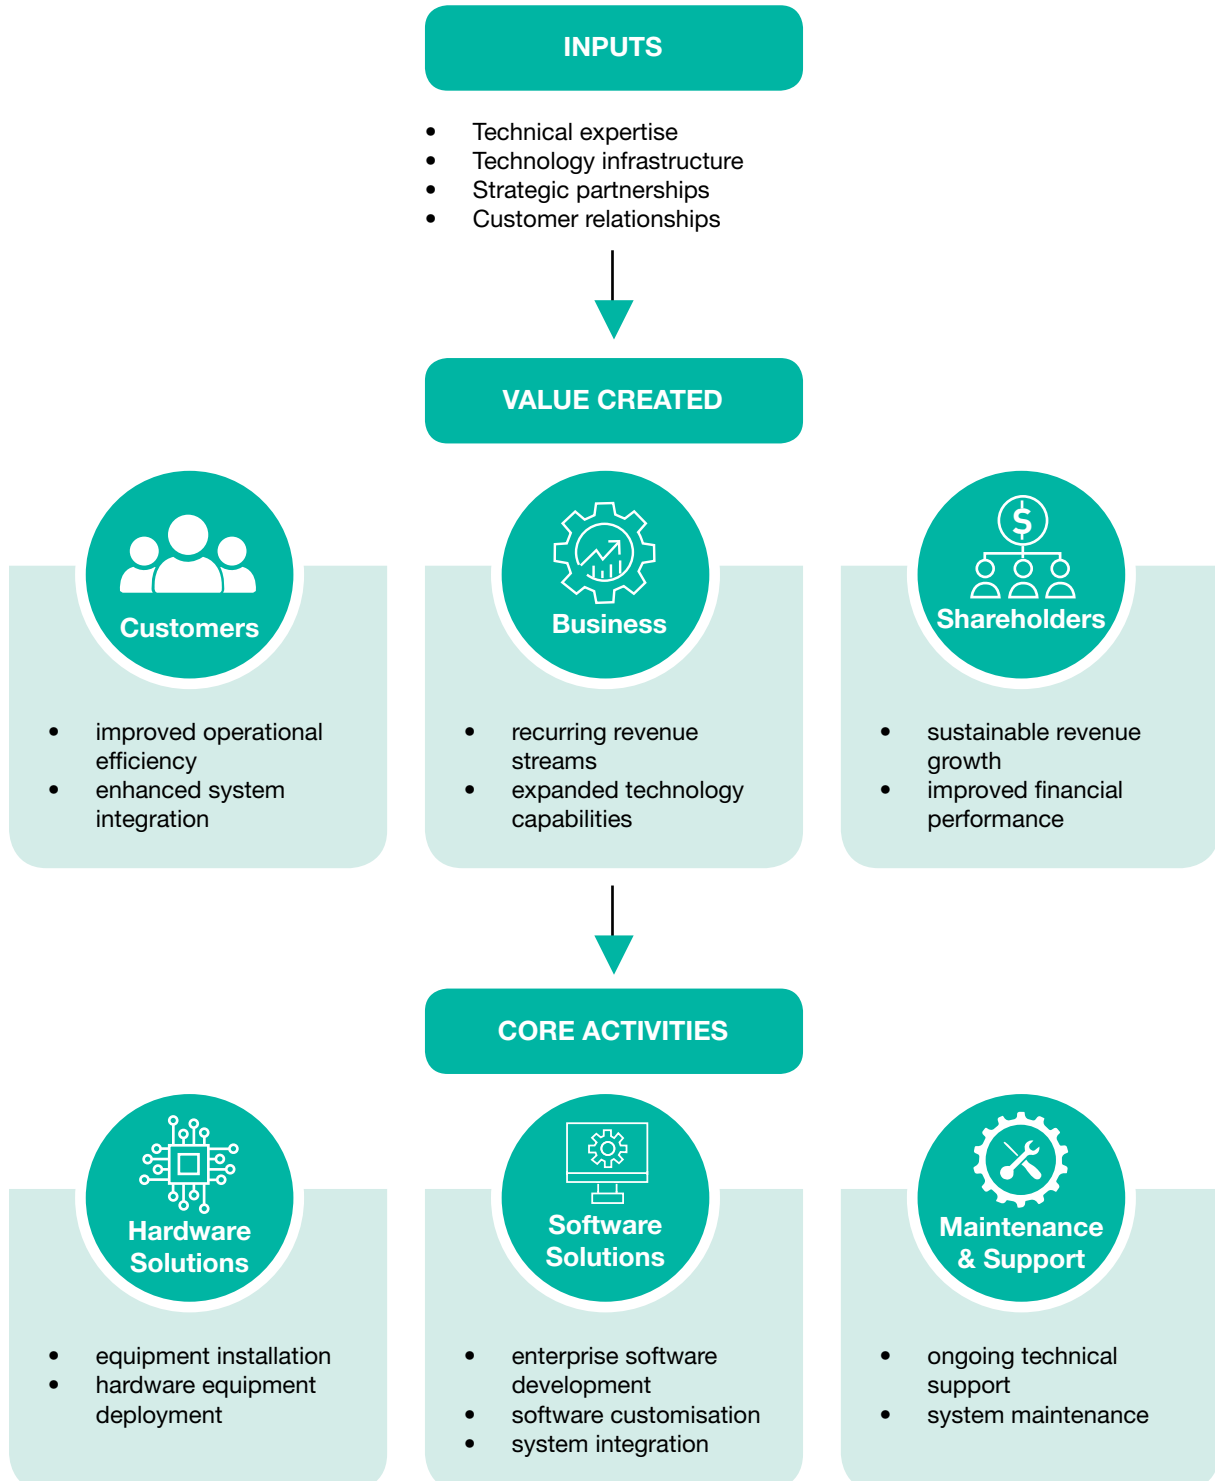 INPUTS
• Technical expertise
• Technology infrastructure
• Strategic partnerships
• Customer relationships
VALUE CREATED
Customers
• improved operational
efficiency
• enhanced system
integration
Business
• recurring revenue
streams
• expanded technology
capabilities
$
Shareholders
• sustainable revenue
growth
• improved financial
performance
CORE ACTIVITIES
Hardware
Solutions
• equipment installation
• hardware equipment
deployment
Software
Solutions
• enterprise software
development
• software customisation
• system integration
Maintenance
& Support
• ongoing technical
support
• system maintenance